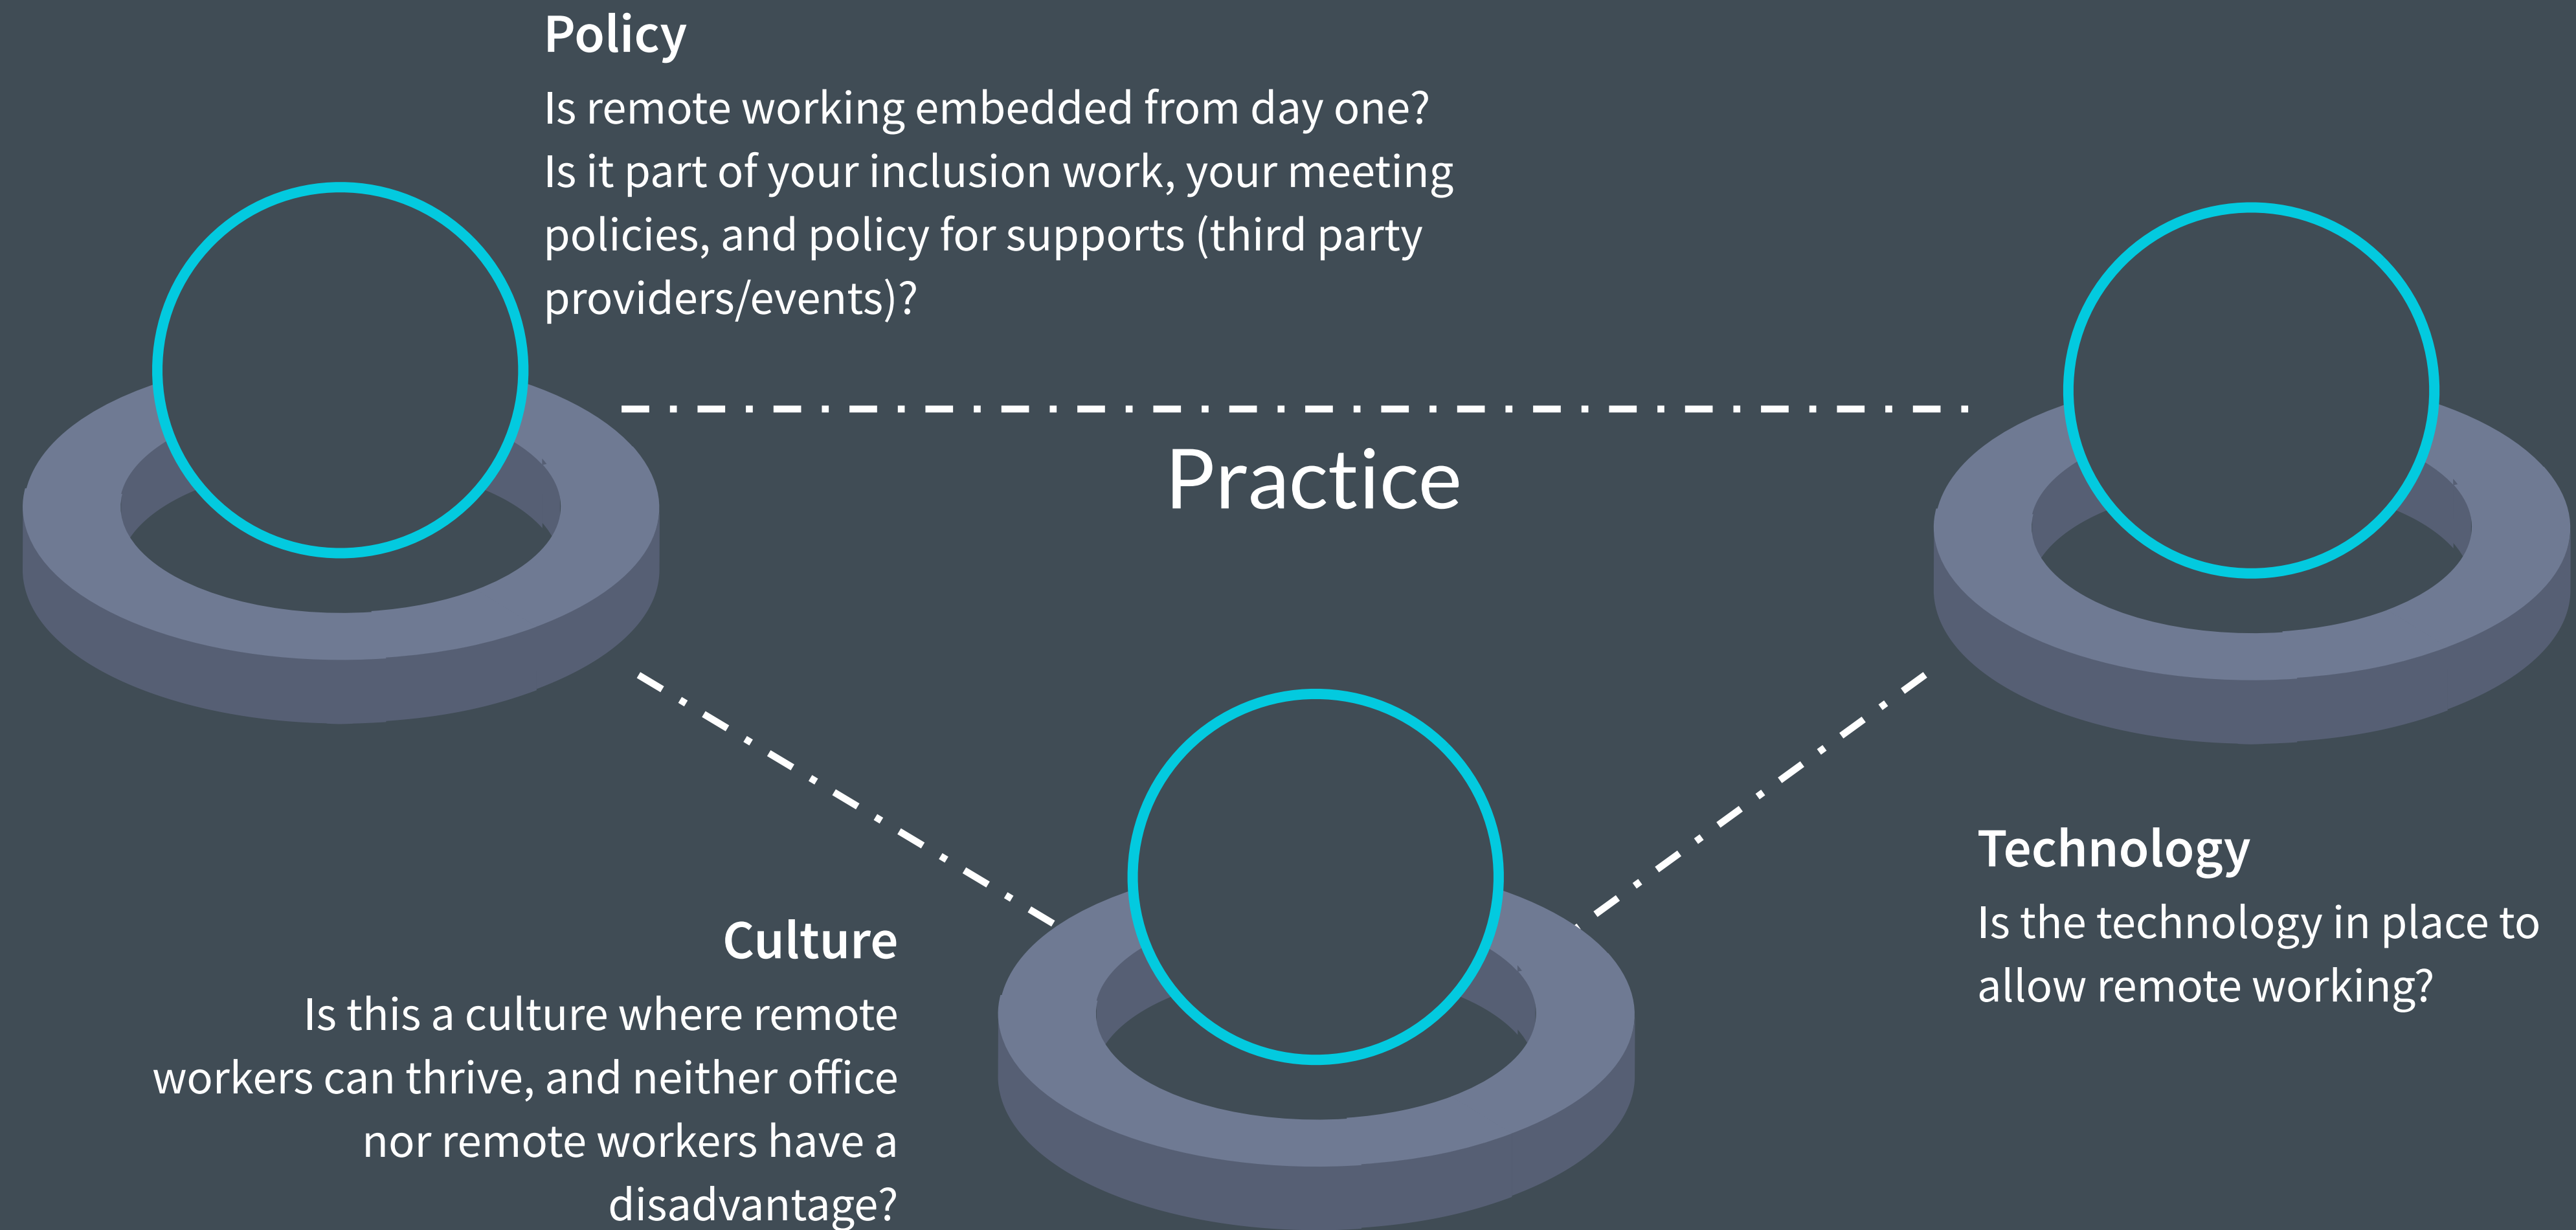 Policy
Is remote working embedded from day one?
Is it part of your inclusion work, your meeting
policies, and policy for supports (third party
providers/events)?
Practice
Culture
Is this a culture where remote
workers can thrive, and neither office
nor remote workers have a
disadvantage?
Technology
Is the technology in place to
allow remote working?